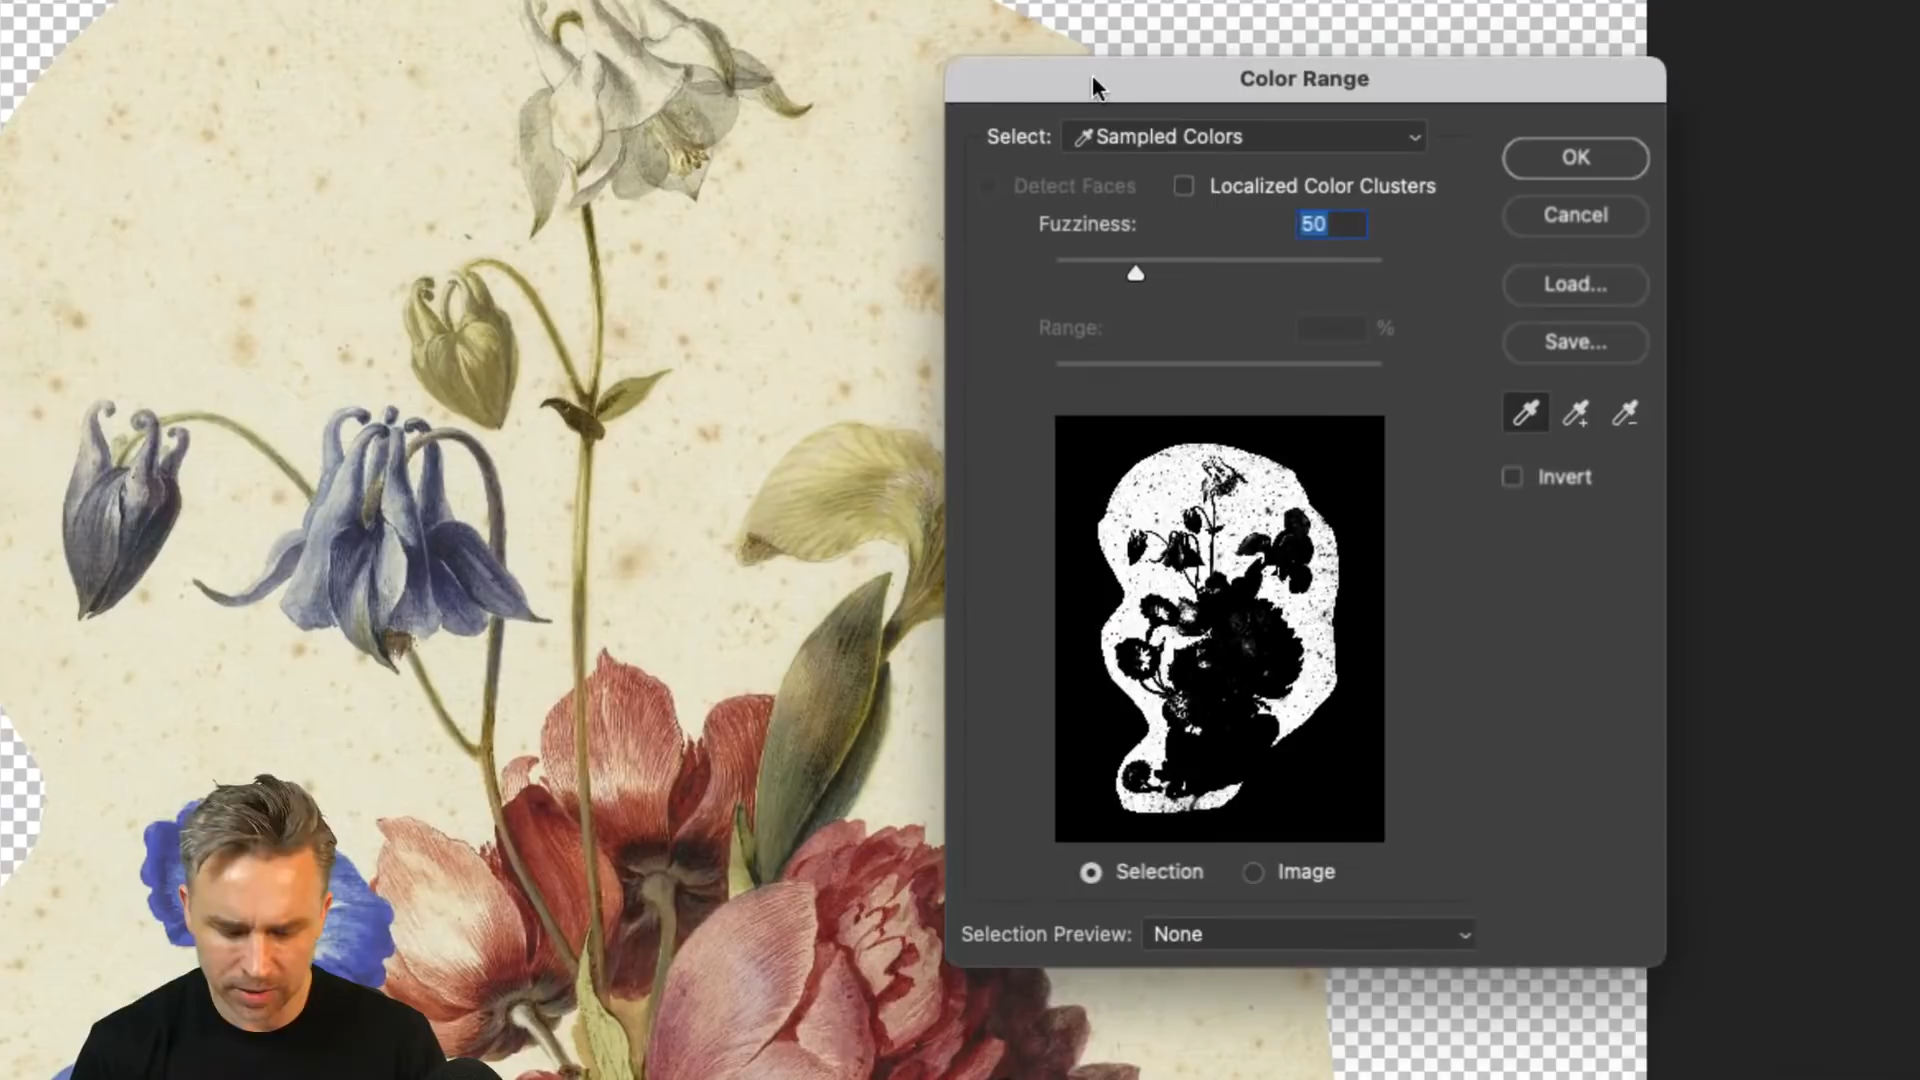 Color Range
Select: Sampled Colors
OK
Detect Faces Localized Color Clusters
Fuzziness: 50
Cancel
Load...
Range: %
Save...
Invert
Selection Image
Selection Preview: None